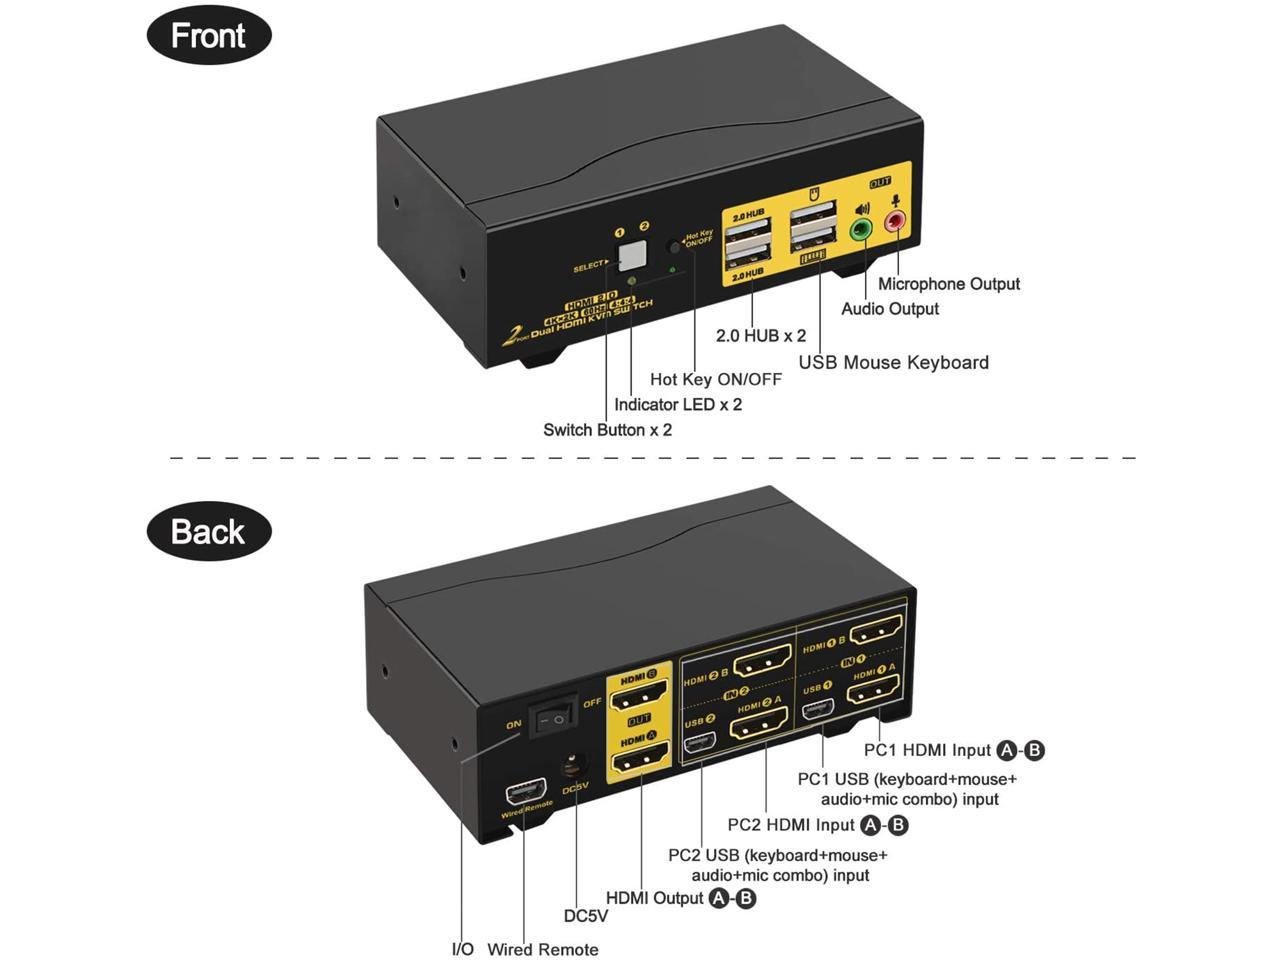 Front
OUT
2.0 HUB
1 2
Hot Key
ON/OFF
SELECT
2.0 HUB
HDMI 2.0
4K×2K 60Hz 4:4:4
2 PORT Dual HDMI KVM SWITCH
Microphone Output
Audio Output
2.0 HUB x 2
USB Mouse Keyboard
Hot Key ON/OFF
Indicator LED x 2
Switch Button x 2
Back
HDMI 1 B
IN 1
HDMI 2 B
HDMI 1 A
HDMI B
USB 1
IN 2
OFF
HDMI 2 A
OUT
USB 2
ON
HDMI A
DC5V
Wired Remote
PC1 HDMI Input A-B
PC1 USB (keyboard+mouse+
audio+mic combo) input
PC2 HDMI Input A-B
PC2 USB (keyboard+mouse+
audio+mic combo) input
HDMI Output A-B
DC5V
I/O Wired Remote